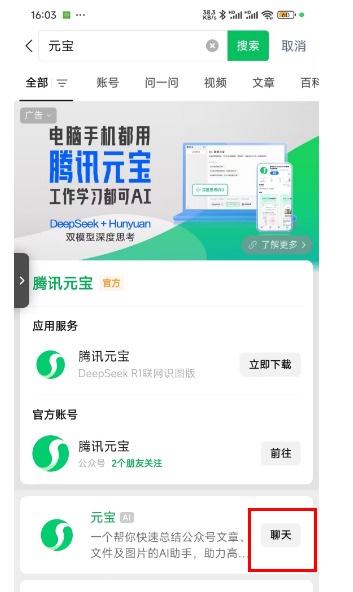 16:03
38.3
KB/s
HD
HD
60
元宝
搜索
取消
全部
账号
问一问
视频
文章
百科
广告
电脑手机都用
腾讯元宝
工作学习都可AI
DeepSeek + Hunyuan
双模型深度思考
了解更多
腾讯元宝
官方
应用服务
腾讯元宝
DeepSeek R1联网识图版
立即下载
官方账号
腾讯元宝
公众号 2个朋友关注
前往
元宝
AI
一个帮你快速总结公众号文章、
文件及图片的AI助手，助力高...
聊天